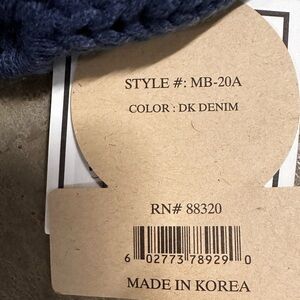 STYLE #: MB-20A
COLOR : DK DENIM
RN# 88320
6 02773 78929 0
MADE IN KOREA